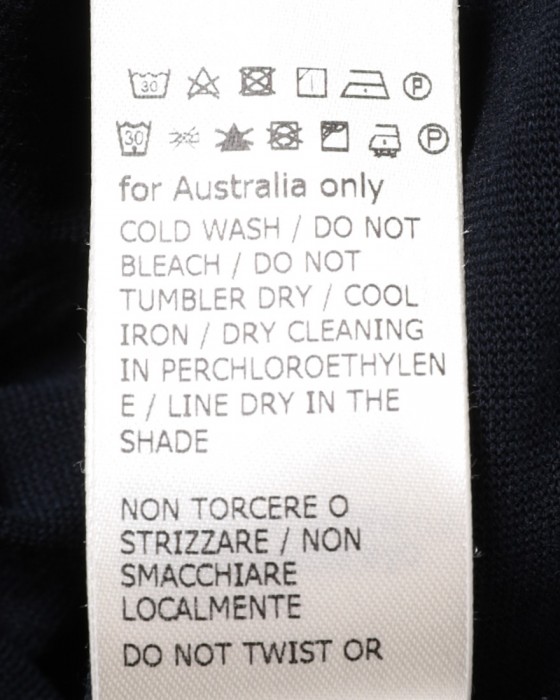 30 P
30 P
for Australia only
COLD WASH / DO NOT
BLEACH / DO NOT
TUMBLER DRY / COOL
IRON / DRY CLEANING
IN PERCHLOROETHYLEN
E / LINE DRY IN THE
SHADE
NON TORCERE O
STRIZZARE / NON
SMACCHIARE
LOCALMENTE
DO NOT TWIST OR